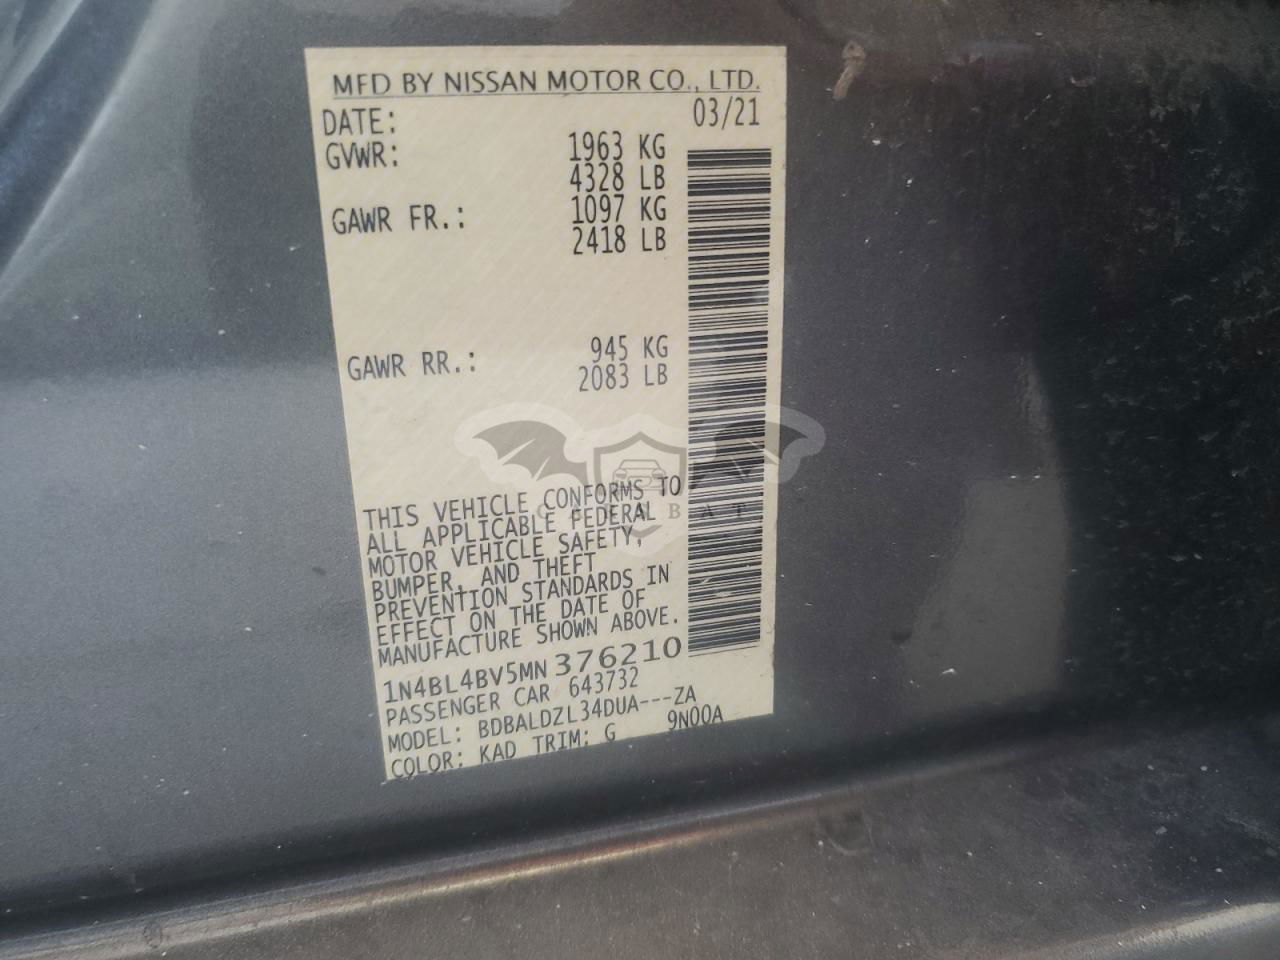 MFD BY NISSAN MOTOR CO., LTD.
DATE: 03/21
GVWR: 1963 KG
4328 LB
GAWR FR.: 1097 KG
2418 LB
GAWR RR.: 945 KG
2083 LB
THIS VEHICLE CONFORMS TO
ALL APPLICABLE FEDERAL
MOTOR VEHICLE SAFETY,
BUMPER, AND THEFT
PREVENTION STANDARDS IN
EFFECT ON THE DATE OF
MANUFACTURE SHOWN ABOVE.
1N4BL4BV5MN376210
PASSENGER CAR 643732
MODEL: BDBALDZL34DUA---ZA
COLOR: KAD TRIM: G 9N00A